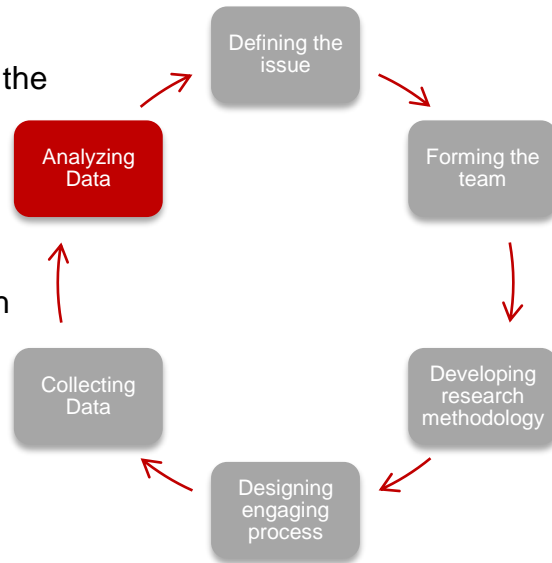 Defining the
issue
the
Analyzing
Data
Forming the
team
Collecting
Data
Developing
research
methodology
Designing
engaging
process